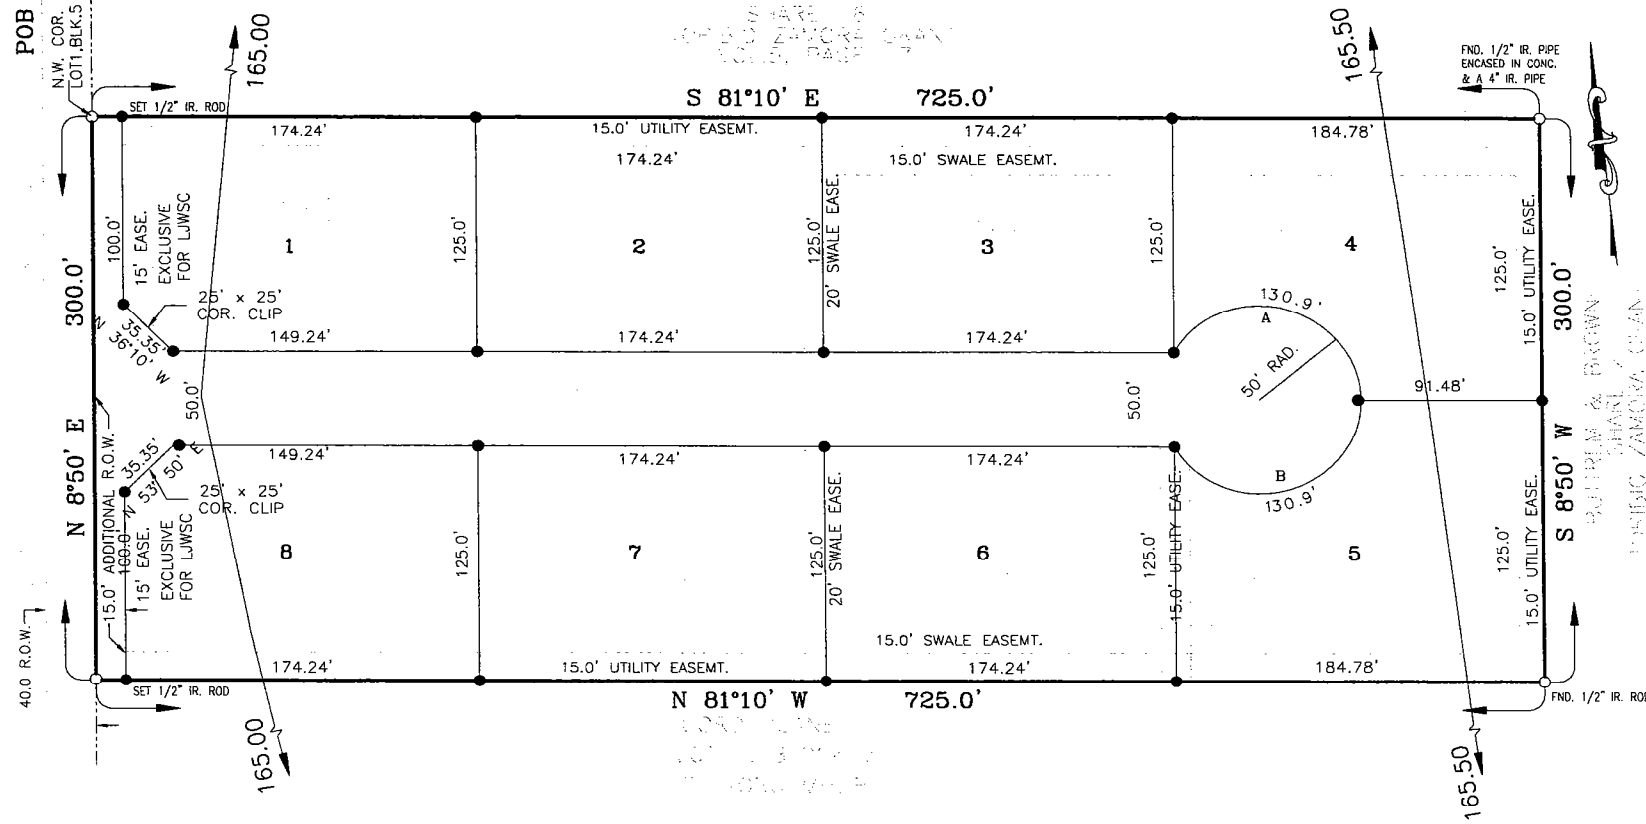 POB
N.W. COR.
LOT1,BLK.5
165.00
165.50
FND. 1/2" IR. PIPE
ENCASED IN CONC.
& A 4" IR. PIPE
SET 1/2" IR. ROD
S 81°10' E 725.0'
174.24'
15.0' UTILITY EASEMT.
174.24'
174.24'
15.0' SWALE EASEMT.
184.78'
300.0'
N 8°50' E
100.0'
15' EASE.
EXCLUSIVE
FOR LJWSC
1
125.0'
2
125.0'
20' SWALE EASE.
3
125.0'
4
125.0'
15.0' UTILITY EASE.
300.0'
S 8°50' W
25' x 25'
COR. CLIP
35.35'
N 36°10' W
149.24'
174.24'
174.24'
130.9'
A
50' RAD.
91.48'
50.0'
50.0'
35.35'
N 53° 50' E
149.24'
174.24'
174.24'
B
130.9'
25' x 25'
COR. CLIP
15.0' ADDITIONAL R.O.W.
100.0'
15' EASE.
EXCLUSIVE
FOR LJWSC
8
125.0'
7
125.0'
20' SWALE EASE.
6
125.0'
15.0' UTILITY EASE.
5
125.0'
15.0' UTILITY EASE.
40.0 R.O.W.
174.24'
15.0' UTILITY EASEMT.
15.0' SWALE EASEMT.
174.24'
184.78'
SET 1/2" IR. ROD
N 81°10' W 725.0'
FND. 1/2" IR.
165.00
165.50